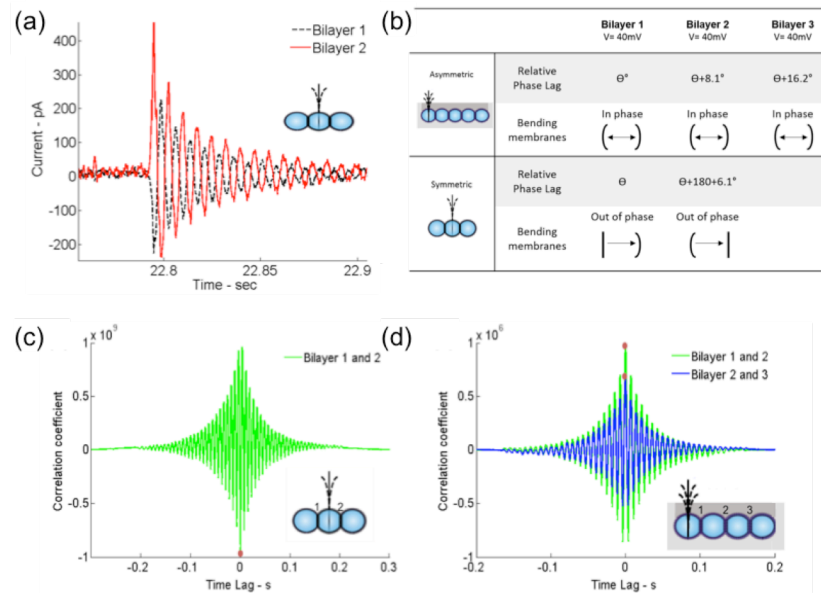 (a)
Bilayer 1
Bilayer 2
400
300
200
100
0
-100
-200
Current - pA
22.8
22.85
22.9
Time - sec
(b)
Bilayer 1 Bilayer 2 Bilayer 3
V= 40mV V= 40mV V= 40mV
Asymmetric
Relative Phase Lag
Ɵ° Ɵ+8.1° Ɵ+16.2°
Bending membranes
In phase In phase In phase
Symmetric
Relative Phase Lag
Ɵ Ɵ+180+6.1°
Bending membranes
Out of phase Out of phase
(c)
1 x 10⁹
Bilayer 1 and 2
0.5
0
-0.5
-1
Correlation coefficient
1 2
-0.2 -0.1 0 0.1 0.2 0.3
Time Lag - s
(d)
1 x 10⁶
Bilayer 1 and 2
Bilayer 2 and 3
0.5
0
-0.5
-1
Correlation coefficient
1 2 3
-0.2 -0.1 0 0.1 0.2
Time Lag - s